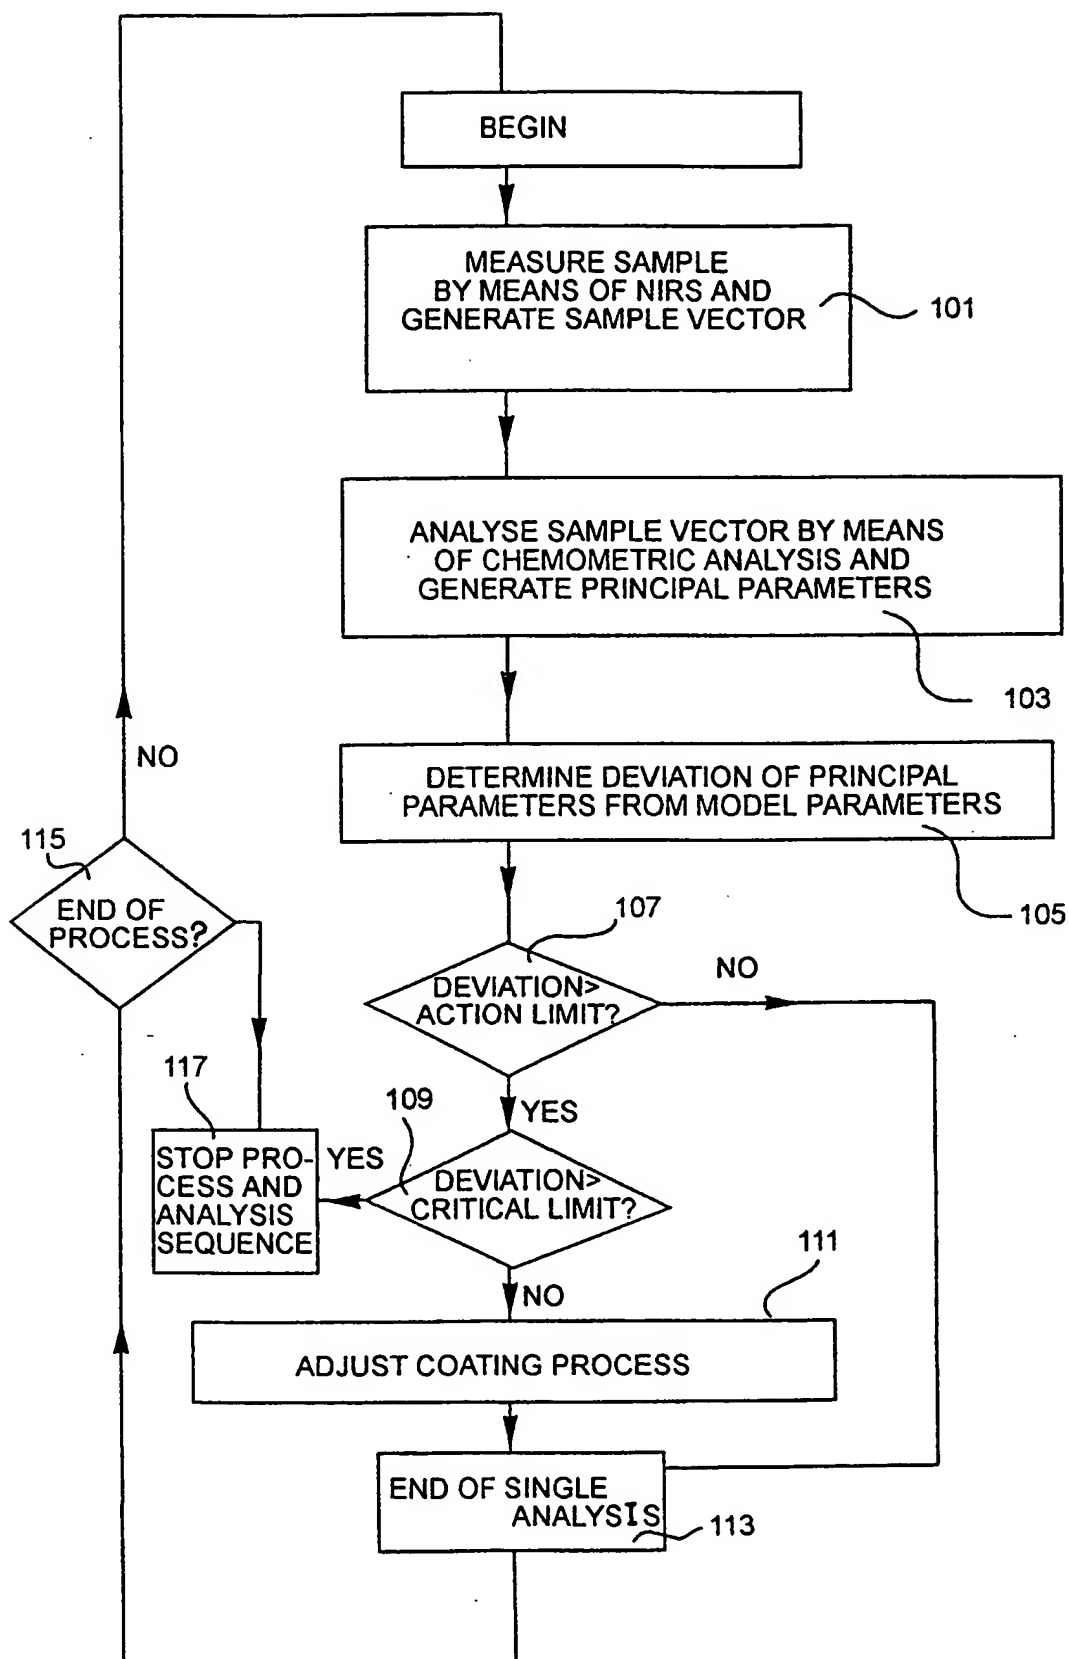 BEGIN
MEASURE SAMPLE
BY MEANS OF NIRS AND
GENERATE SAMPLE VECTOR
101
ANALYSE SAMPLE VECTOR BY MEANS
OF CHEMOMETRIC ANALYSIS AND
GENERATE PRINCIPAL PARAMETERS
103
DETERMINE DEVIATION OF PRINCIPAL
PARAMETERS FROM MODEL PARAMETERS
105
107
DEVIATION>
ACTION LIMIT?
NO
YES
109
DEVIATION>
CRITICAL LIMIT?
YES
NO
111
ADJUST COATING PROCESS
END OF SINGLE
ANALYSIS
113
NO
115
END OF
PROCESS?
117
STOP PRO-
CESS AND
ANALYSIS
SEQUENCE